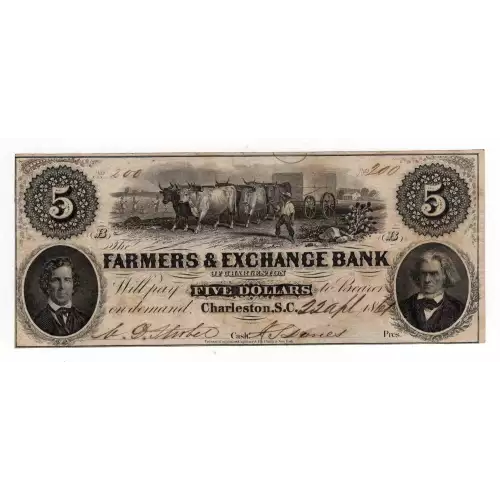 200 200
5 5
B B
The
FARMERS & EXCHANGE BANK
OF CHARLESTON
Will pay FIVE DOLLARS to Bearer
on demand. Charleston, S.C. 22
Cash. Pres.